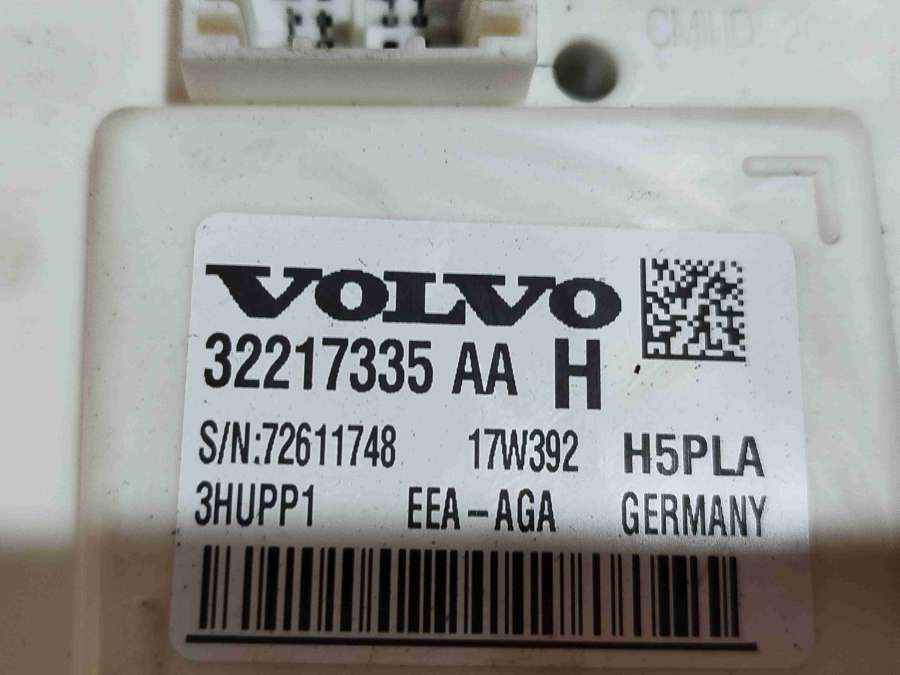 VOLVO
32217335 AA H
S/N:72611748 17W392 H5PLA
3HUPP1 EEA-AGA GERMANY